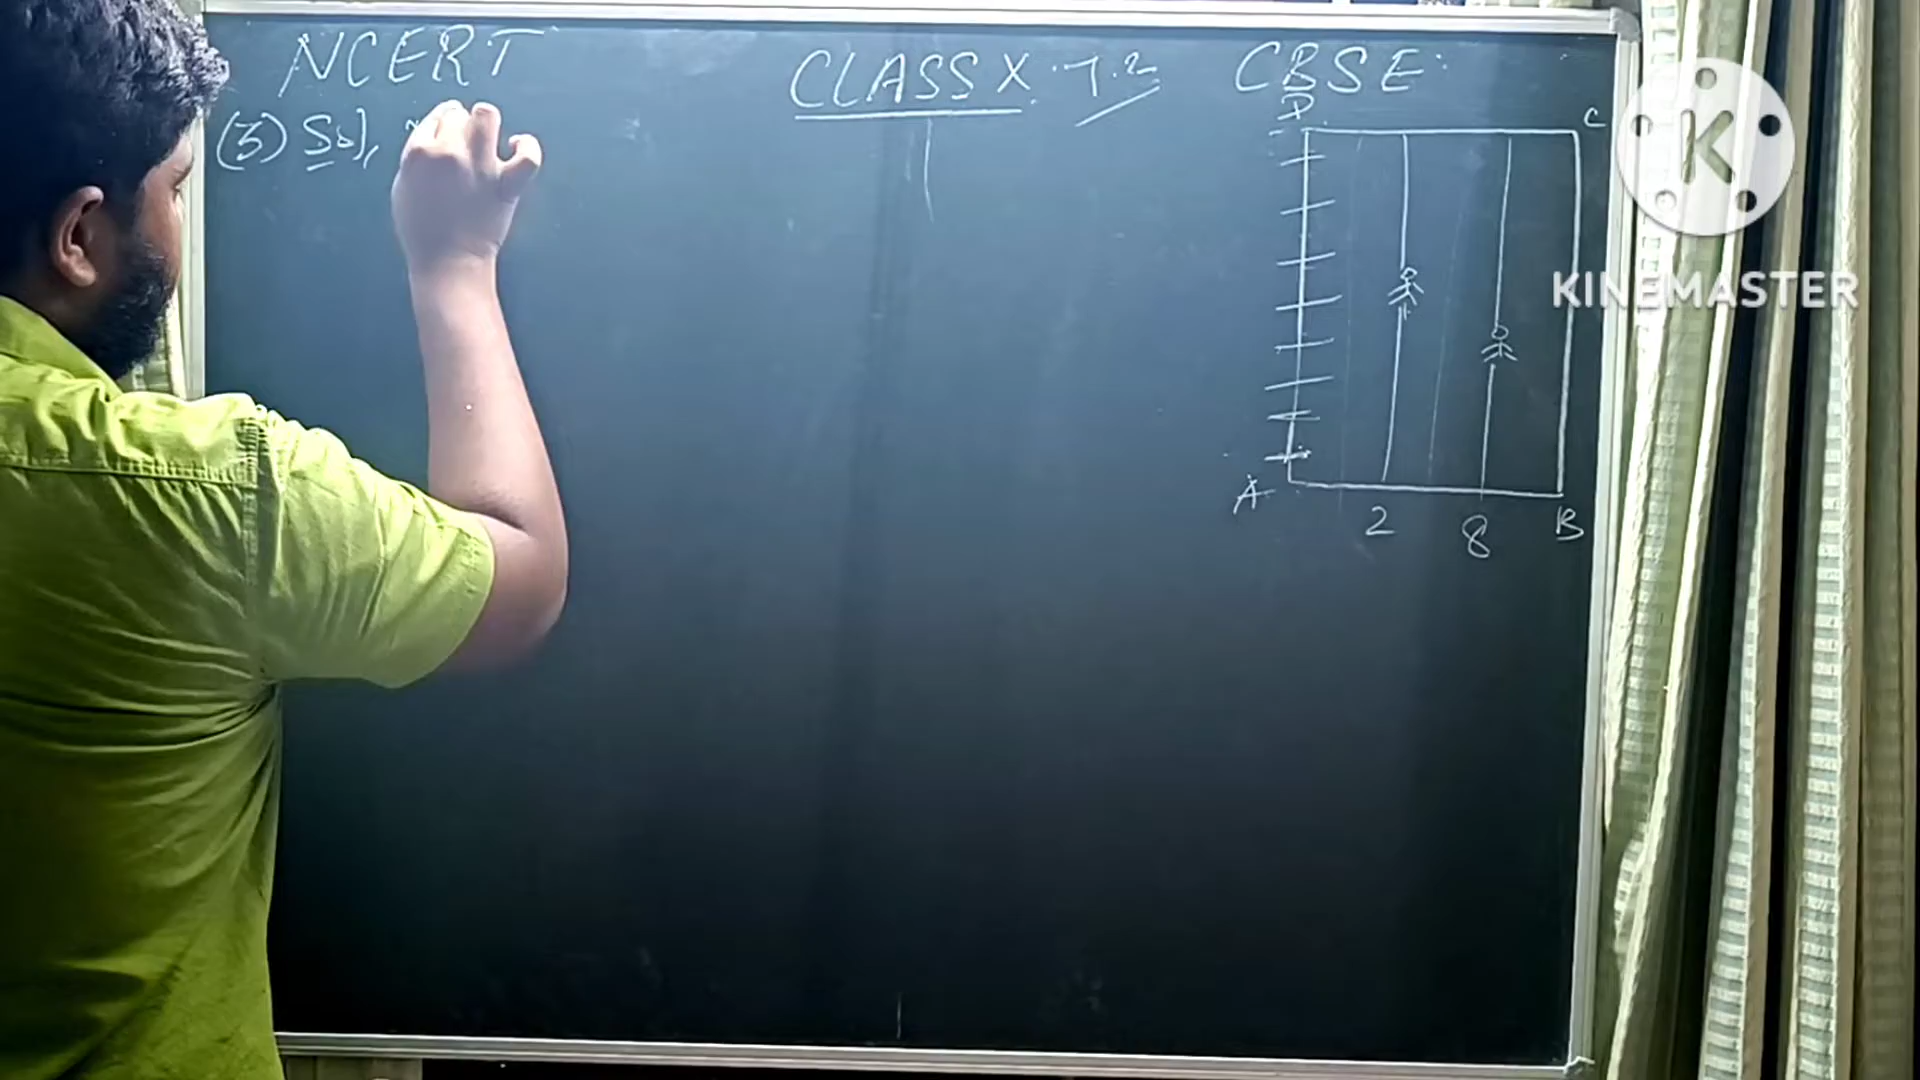 NCERT CLASS X . 7.2 CBSE
(3) Sol,
D C
A B
2 8
K
KINEMASTER